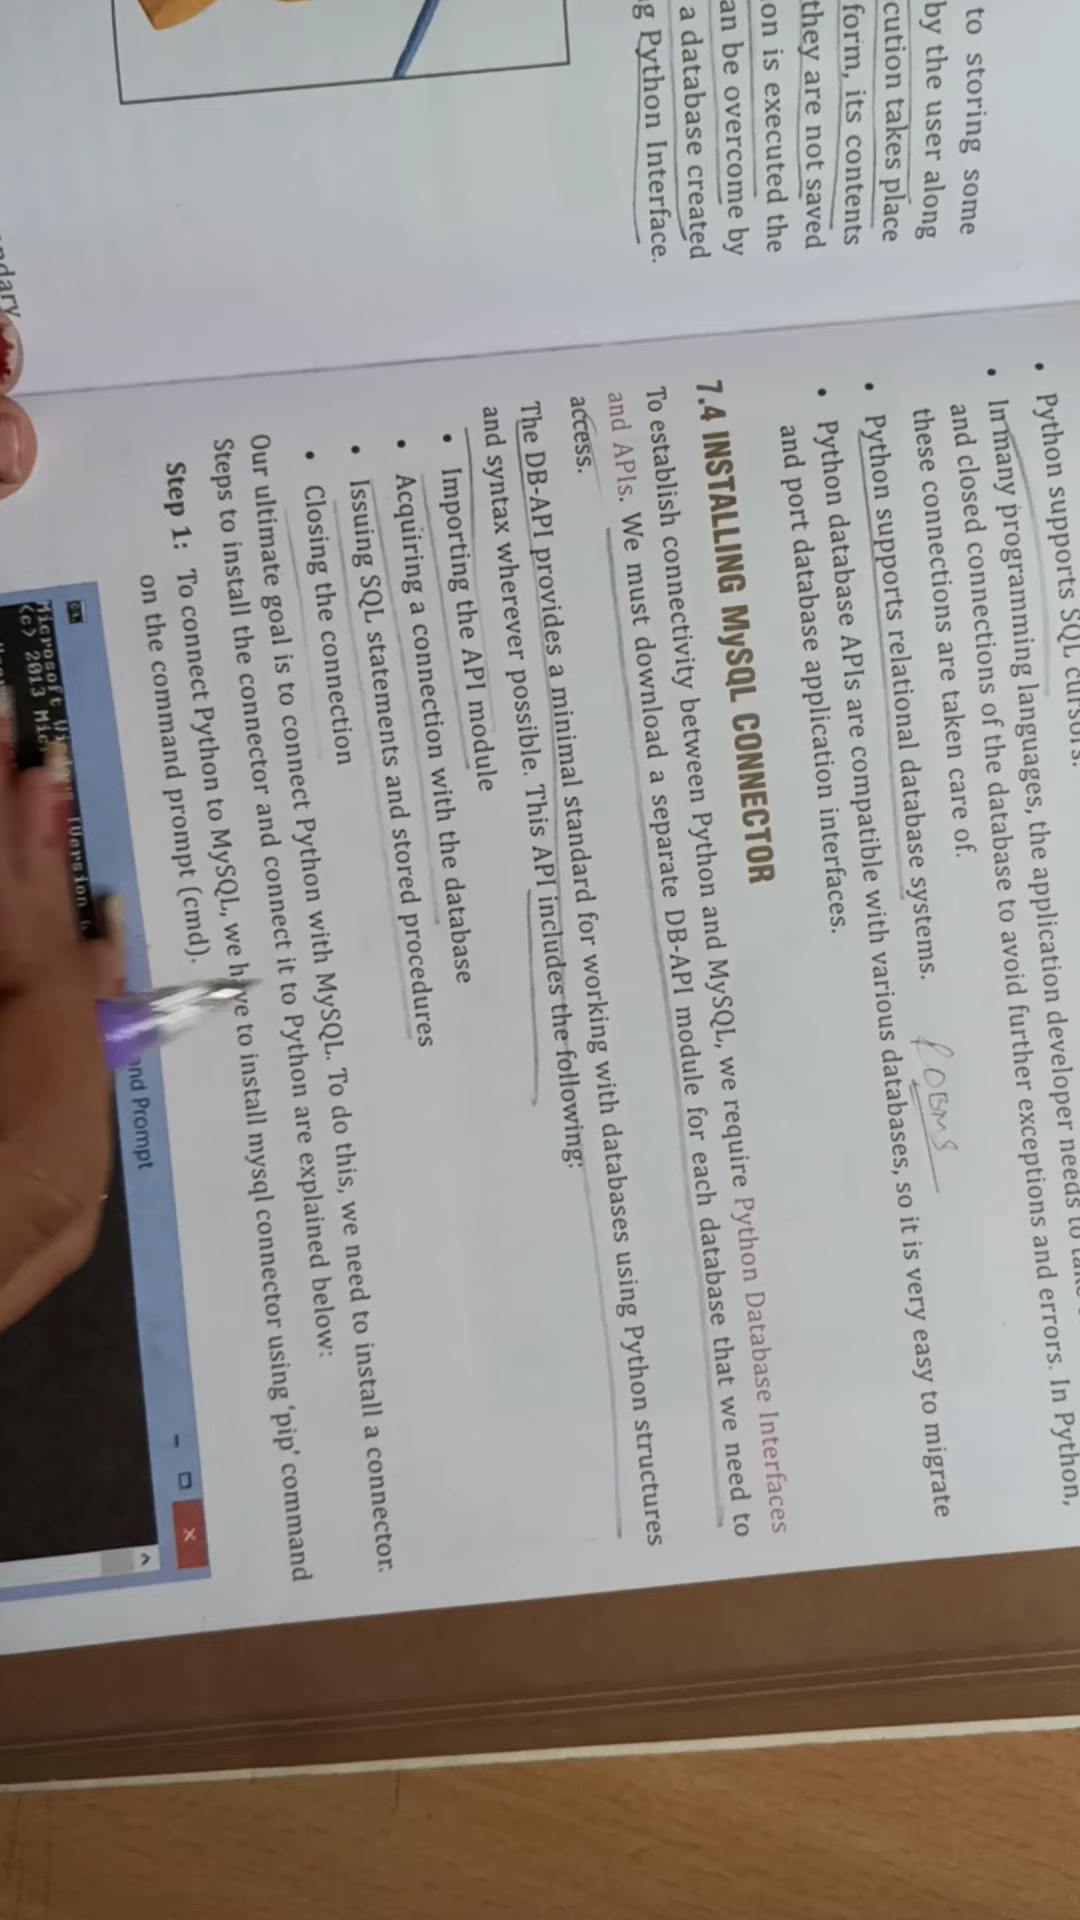 to storing some
by the user along
cution takes place
form, its contents
they are not saved
on is executed the
an be overcome by
a database created
g Python Interface.
ndary
• Python supports SQL cursors.
• In many programming languages, the application developer needs to
and closed connections of the database to avoid further exceptions and errors. In Python,
these connections are taken care of.
• Python supports relational database systems.
RDBMS
• Python database APIs are compatible with various databases, so it is very easy to migrate
and port database application interfaces.
7.4 INSTALLING MySQL CONNECTOR
To establish connectivity between Python and MySQL, we require Python Database Interfaces
and APIs. We must download a separate DB-API module for each database that we need to
access.
The DB-API provides a minimal standard for working with databases using Python structures
and syntax wherever possible. This API includes the following:
• Importing the API module
• Acquiring a connection with the database
• Issuing SQL statements and stored procedures
• Closing the connection
Our ultimate goal is to connect Python with MySQL. To do this, we need to install a connector.
Steps to install the connector and connect it to Python are explained below:
Step 1: To connect Python to MySQL, we have to install mysql connector using 'pip' command
on the command prompt (cmd).
nd Prompt
Microsoft Windows [Version 6
(c) 2013 Mic